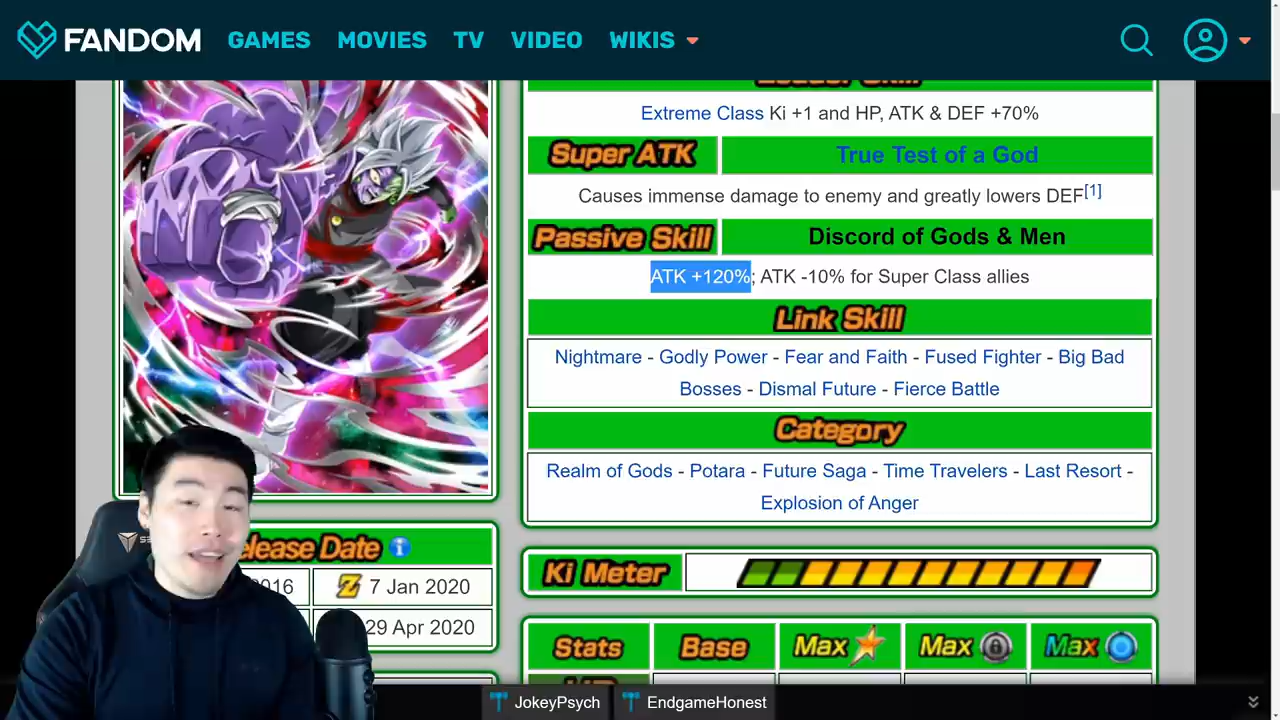 FANDOM GAMES MOVIES TV VIDEO WIKIS
Leader Skill
Extreme Class Ki +1 and HP, ATK & DEF +70%
Super ATK True Test of a God
Causes immense damage to enemy and greatly lowers DEF[1]
Passive Skill Discord of Gods & Men
ATK +120%; ATK -10% for Super Class allies
Link Skill
Nightmare - Godly Power - Fear and Faith - Fused Fighter - Big Bad
Bosses - Dismal Future - Fierce Battle
Category
Realm of Gods - Potara - Future Saga - Time Travelers - Last Resort -
Explosion of Anger
elease Date i
2016 Z 7 Jan 2020
29 Apr 2020
Ki Meter
Stats Base Max Max Max
HP
JokeyPsych EndgameHonest